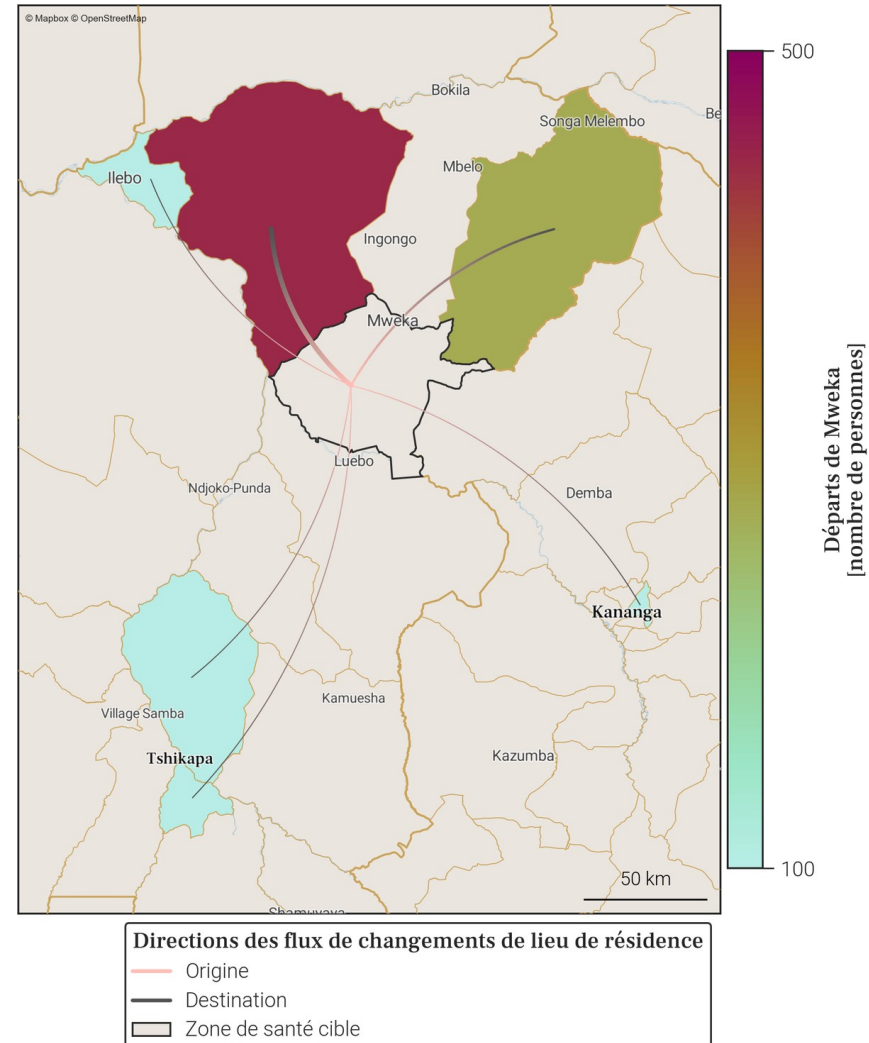 © Mapbox © OpenStreetMap
500
Bokila
Songa Melembo
Mbelo
Ilebo
Ingongo
Mweka
Luebo
Ndjoko-Punda
Demba
Kananga
Kamuesha
Village Samba
Tshikapa
Kazumba
50 km
100
Départs de Mweka
[nombre de personnes]
Directions des flux de changements de lieu de résidence
Origine
Destination
Zone de santé cible